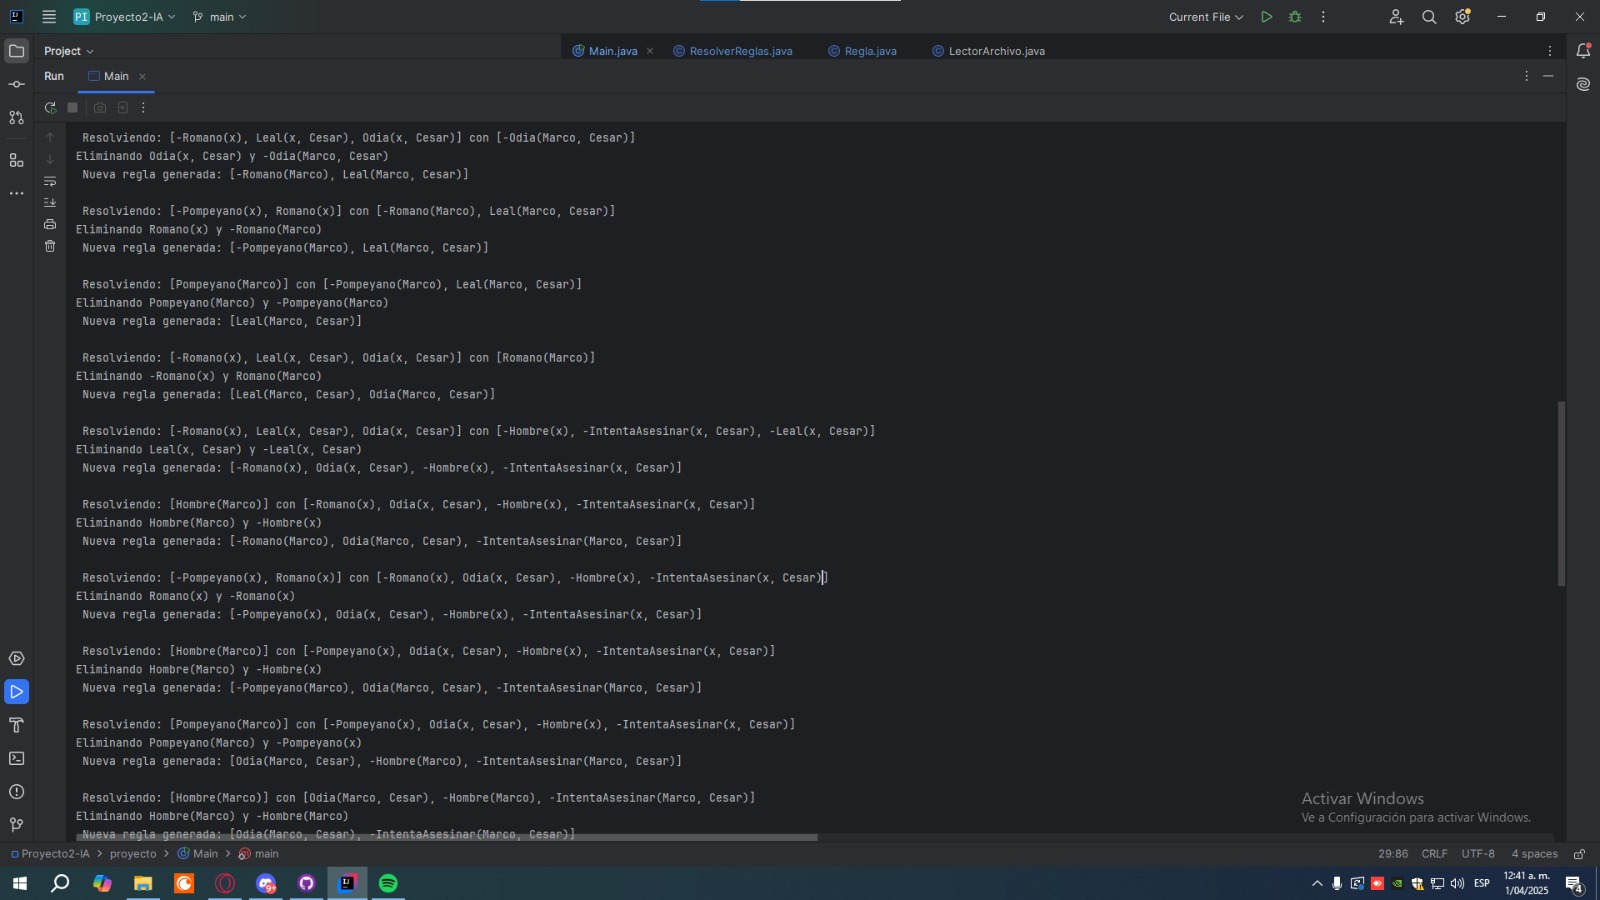 PI Proyecto2-IA main Current File
Project Main.java ResolverReglas.java Regla.java LectorArchivo.java
Run Main
Resolviendo: [-Romano(x), Leal(x, Cesar), Odia(x, Cesar)] con [-Odia(Marco, Cesar)]
Eliminando Odia(x, Cesar) y -Odia(Marco, Cesar)
Nueva regla generada: [-Romano(Marco), Leal(Marco, Cesar)]
Resolviendo: [-Pompeyano(x), Romano(x)] con [-Romano(Marco), Leal(Marco, Cesar)]
Eliminando Romano(x) y -Romano(Marco)
Nueva regla generada: [-Pompeyano(Marco), Leal(Marco, Cesar)]
Resolviendo: [Pompeyano(Marco)] con [-Pompeyano(Marco), Leal(Marco, Cesar)]
Eliminando Pompeyano(Marco) y -Pompeyano(Marco)
Nueva regla generada: [Leal(Marco, Cesar)]
Resolviendo: [-Romano(x), Leal(x, Cesar), Odia(x, Cesar)] con [Romano(Marco)]
Eliminando -Romano(x) y Romano(Marco)
Nueva regla generada: [Leal(Marco, Cesar), Odia(Marco, Cesar)]
Resolviendo: [-Romano(x), Leal(x, Cesar), Odia(x, Cesar)] con [-Hombre(x), -IntentaAsesinar(x, Cesar), -Leal(x, Cesar)]
Eliminando Leal(x, Cesar) y -Leal(x, Cesar)
Nueva regla generada: [-Romano(x), Odia(x, Cesar), -Hombre(x), -IntentaAsesinar(x, Cesar)]
Resolviendo: [Hombre(Marco)] con [-Romano(x), Odia(x, Cesar), -Hombre(x), -IntentaAsesinar(x, Cesar)]
Eliminando Hombre(Marco) y -Hombre(x)
Nueva regla generada: [-Romano(Marco), Odia(Marco, Cesar), -IntentaAsesinar(Marco, Cesar)]
Resolviendo: [-Pompeyano(x), Romano(x)] con [-Romano(x), Odia(x, Cesar), -Hombre(x), -IntentaAsesinar(x, Cesar)]
Eliminando Romano(x) y -Romano(x)
Nueva regla generada: [-Pompeyano(x), Odia(x, Cesar), -Hombre(x), -IntentaAsesinar(x, Cesar)]
Resolviendo: [Hombre(Marco)] con [-Pompeyano(x), Odia(x, Cesar), -Hombre(x), -IntentaAsesinar(x, Cesar)]
Eliminando Hombre(Marco) y -Hombre(x)
Nueva regla generada: [-Pompeyano(Marco), Odia(Marco, Cesar), -IntentaAsesinar(Marco, Cesar)]
Resolviendo: [Pompeyano(Marco)] con [-Pompeyano(x), Odia(x, Cesar), -Hombre(x), -IntentaAsesinar(x, Cesar)]
Eliminando Pompeyano(Marco) y -Pompeyano(x)
Nueva regla generada: [Odia(Marco, Cesar), -Hombre(Marco), -IntentaAsesinar(Marco, Cesar)]
Resolviendo: [Hombre(Marco)] con [Odia(Marco, Cesar), -Hombre(Marco), -IntentaAsesinar(Marco, Cesar)]
Eliminando Hombre(Marco) y -Hombre(Marco)
Nueva regla generada: [Odia(Marco, Cesar), -IntentaAsesinar(Marco, Cesar)]
Activar Windows
Ve a Configuración para activar Windows.
Proyecto2-IA > proyecto > Main > main 29:86 CRLF UTF-8 4 spaces
9+ ESP 12:41 a. m.
1/04/2025 4